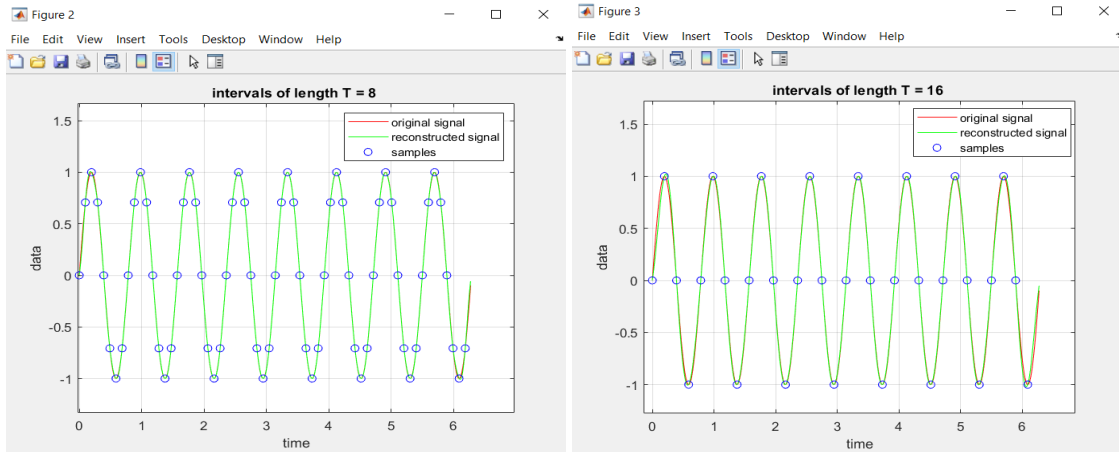 Figure 2
File Edit View Insert Tools Desktop Window Help
intervals of length T = 8
original signal
reconstructed signal
samples
1.5
1
0.5
0
-0.5
-1
data
0 1 2 3 4 5 6
time
Figure 3
File Edit View Insert Tools Desktop Window Help
intervals of length T = 16
original signal
reconstructed signal
samples
1.5
1
0.5
0
-0.5
-1
data
0 1 2 3 4 5 6
time